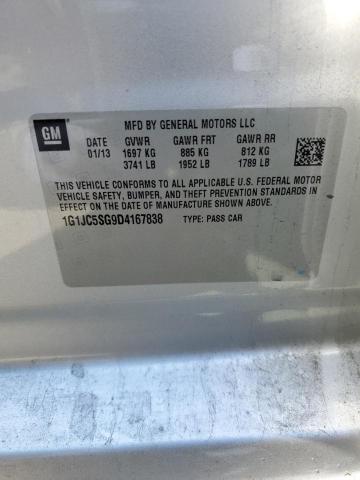 GM
MFD BY GENERAL MOTORS LLC
DATE GVWR GAWR FRT GAWR RR
01/13 1697 KG 885 KG 812 KG
3741 LB 1952 LB 1789 LB
THIS VEHICLE CONFORMS TO ALL APPLICABLE U.S. FEDERAL MOTOR
VEHICLE SAFETY, BUMPER, AND THEFT PREVENTION STANDARDS
IN EFFECT ON THE DATE OF MANUFACTURE SHOWN ABOVE.
1G1JC5SG9D4167838 TYPE: PASS CAR